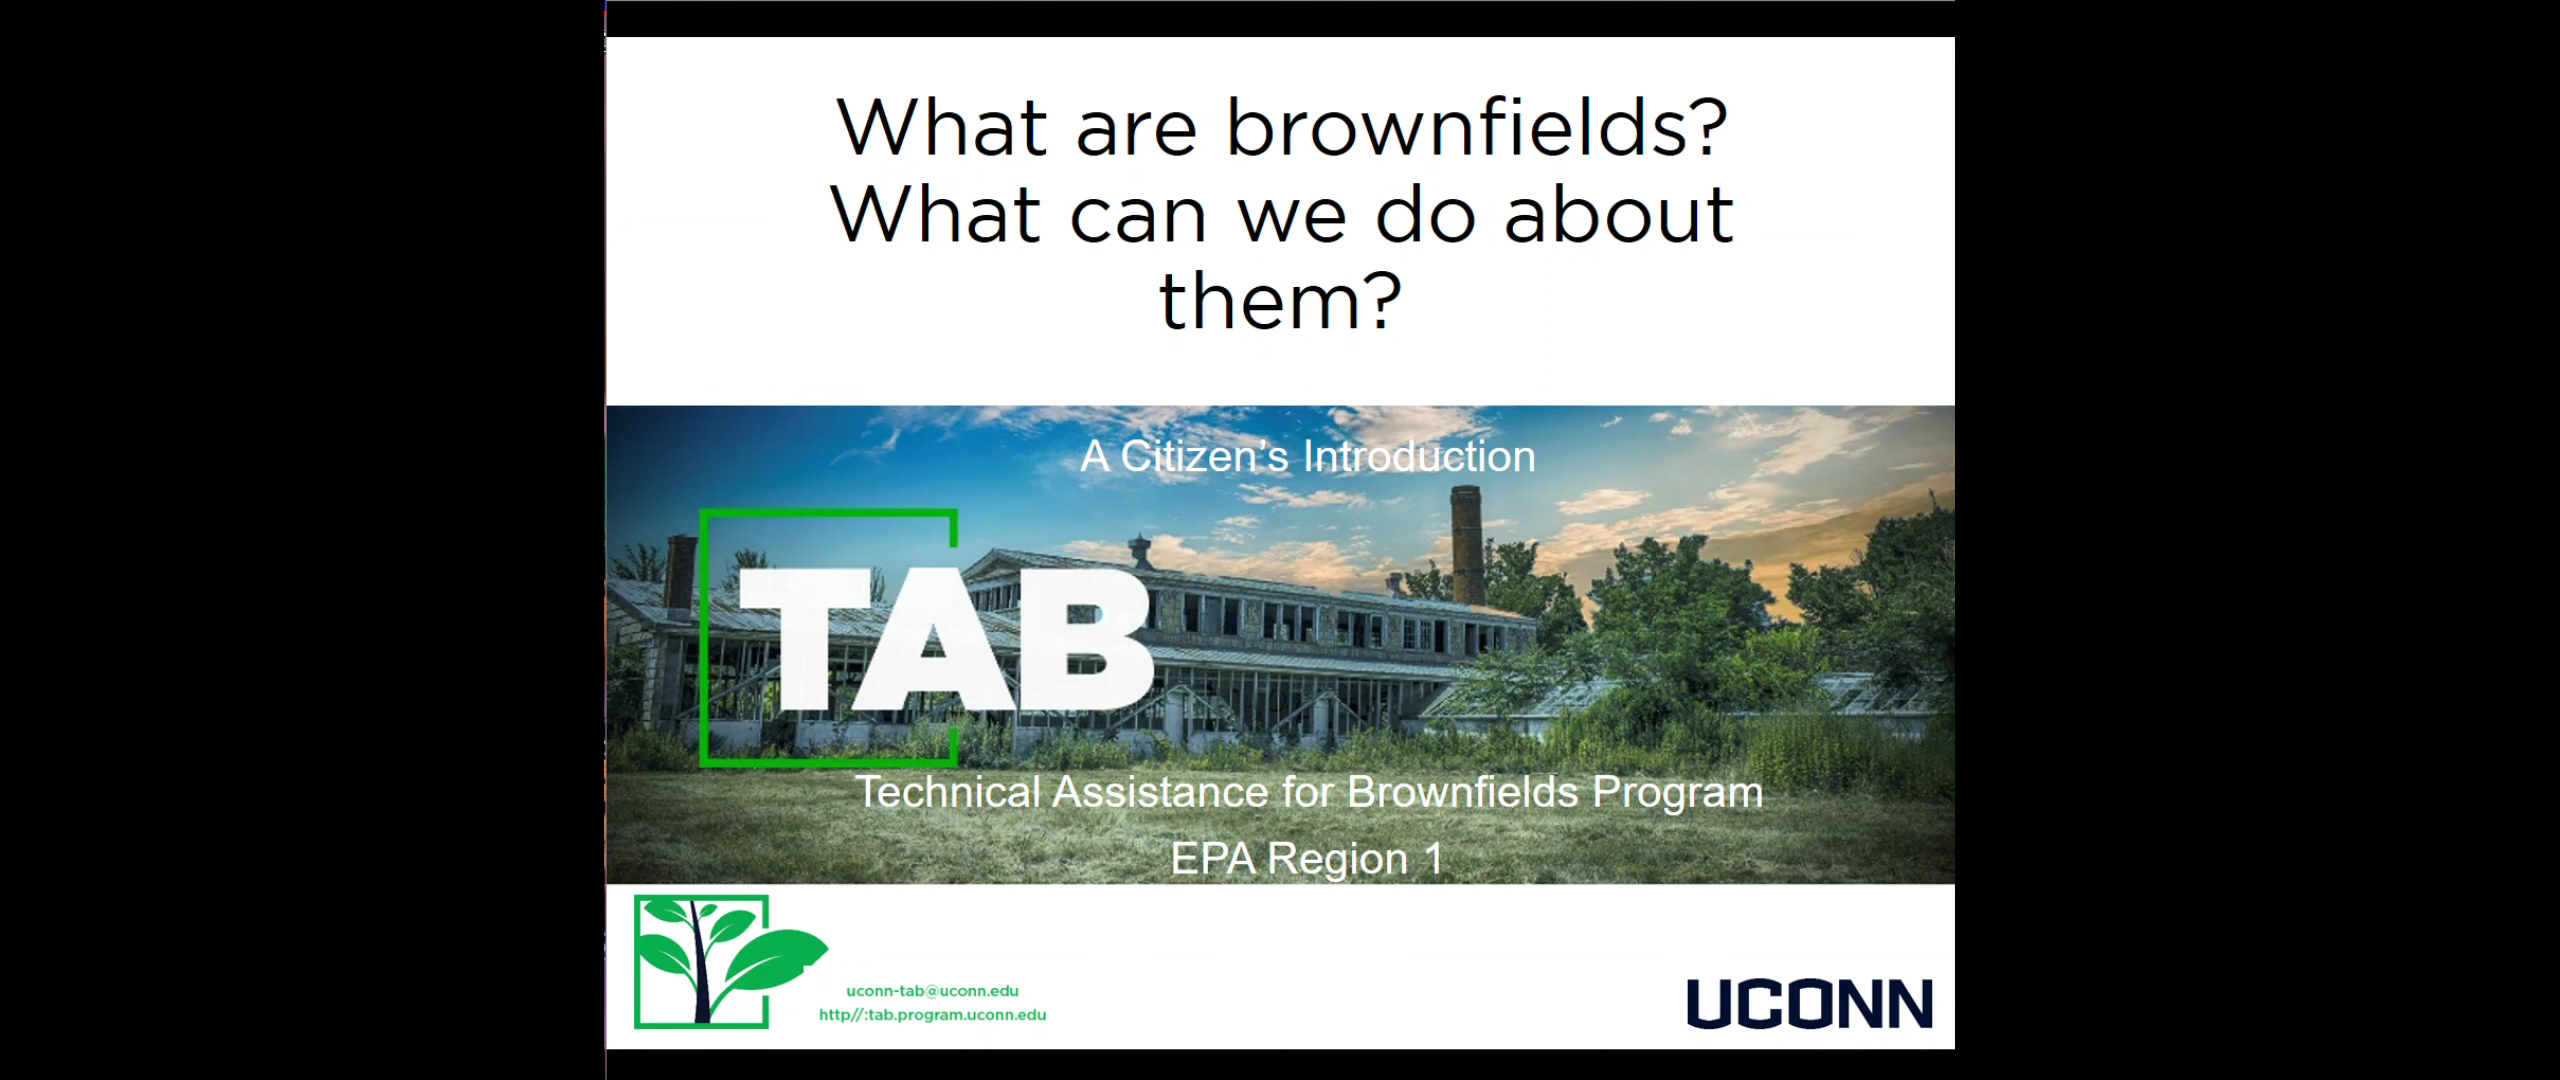 What are brownfields?
What can we do about
them?
A Citizen’s Introduction
TAB
Technical Assistance for Brownfields Program
EPA Region 1
uconn-tab@uconn.edu
http//:tab.program.uconn.edu
UCONN